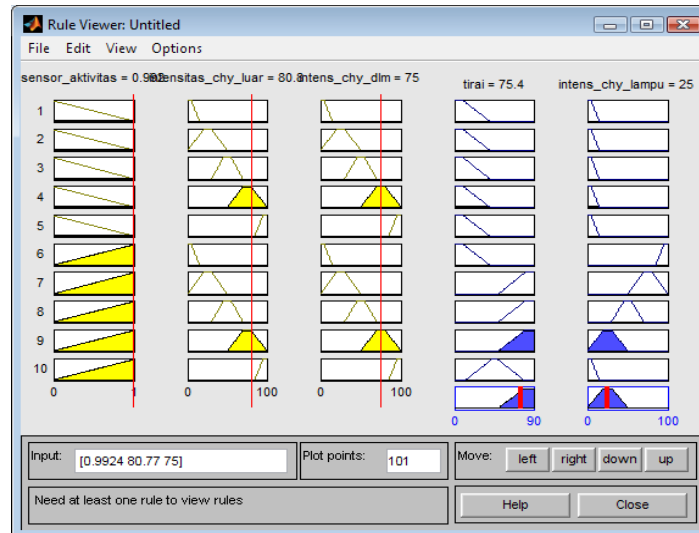 Rule Viewer: Untitled
File Edit View Options
sensor_aktivitas = 0.992 intensitas_chy_luar = 80.8 intens_chy_dlm = 75 tirai = 75.4 intens_chy_lampu = 25
1
2
3
4
5
6
7
8
9
10
0 1 0 100 0 100
0 90 0 100
Input: [0.9924 80.77 75] Plot points: 101 Move: left right down up
Need at least one rule to view rules Help Close